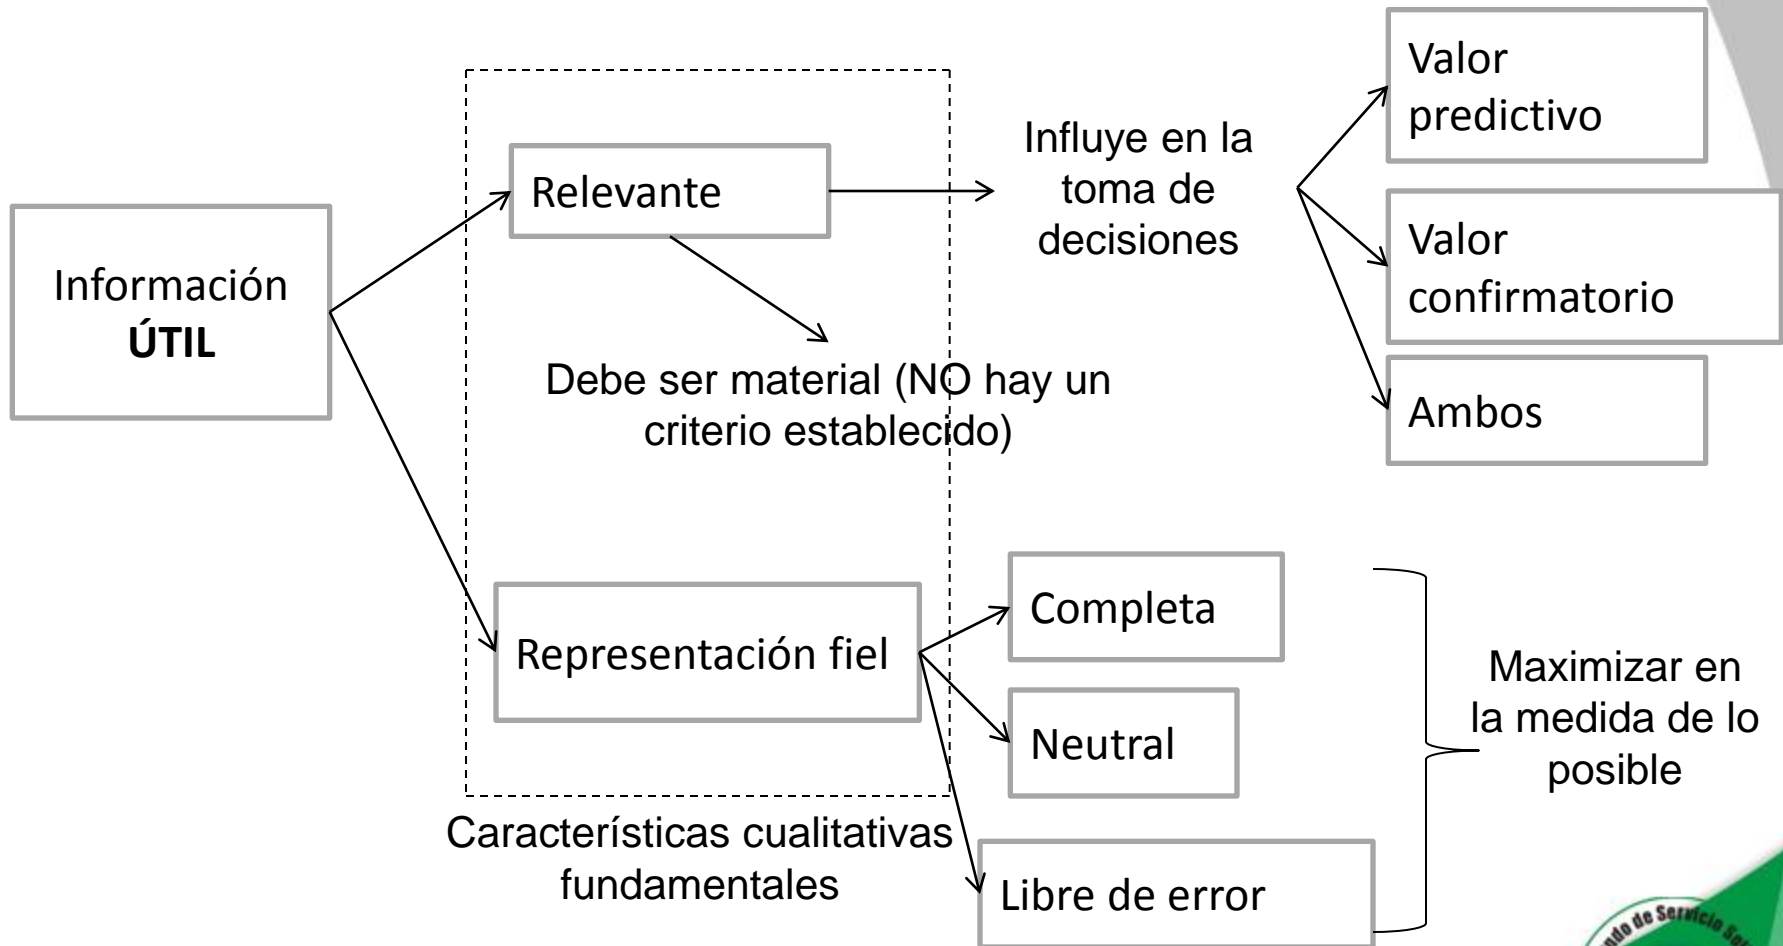 Información
ÚTIL
Relevante
Influye en la
toma de
decisiones
Valor
predictivo
Valor
confirmatorio
Ambos
Debe ser material (NO hay un
criterio establecido)
Representación fiel
Completa
Neutral
Libre de error
Maximizar en
la medida de lo
posible
Características cualitativas
fundamentales
de Servicio